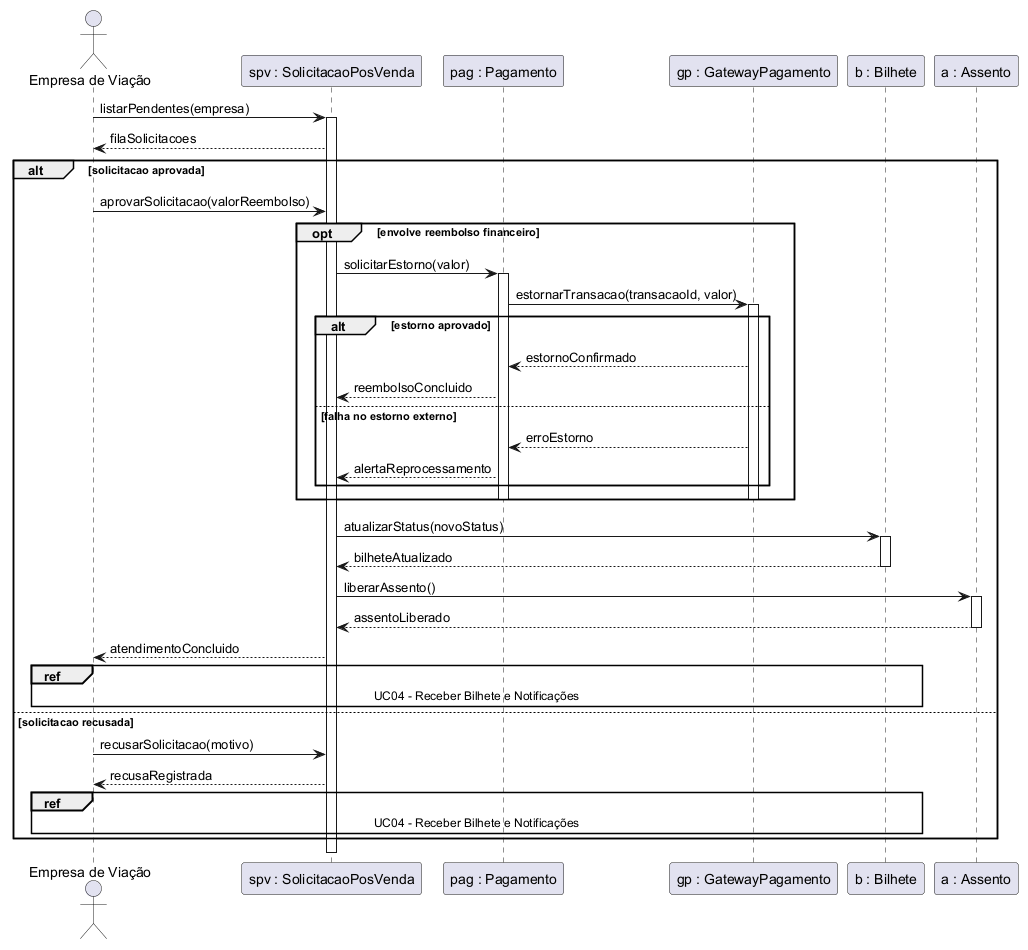 Empresa de Viação
spv : SolicitacaoPosVenda
pag : Pagamento
gp : GatewayPagamento
b : Bilhete
a : Assento
listarPendentes(empresa)
filaSolicitacoes
alt
[solicitacao aprovada]
aprovarSolicitacao(valorReembolso)
opt
[envolve reembolso financeiro]
solicitarEstorno(valor)
estornarTransacao(transacaoId, valor)
alt
[estorno aprovado]
estornoConfirmado
reembolsoConcluido
[falha no estorno externo]
erroEstorno
alertaReprocessamento
atualizarStatus(novoStatus)
bilheteAtualizado
liberarAssento()
assentoLiberado
atendimentoConcluido
ref
UC04 - Receber Bilhete e Notificações
[solicitacao recusada]
recusarSolicitacao(motivo)
recusaRegistrada
ref
UC04 - Receber Bilhete e Notificações
Empresa de Viação
spv : SolicitacaoPosVenda
pag : Pagamento
gp : GatewayPagamento
b : Bilhete
a : Assento